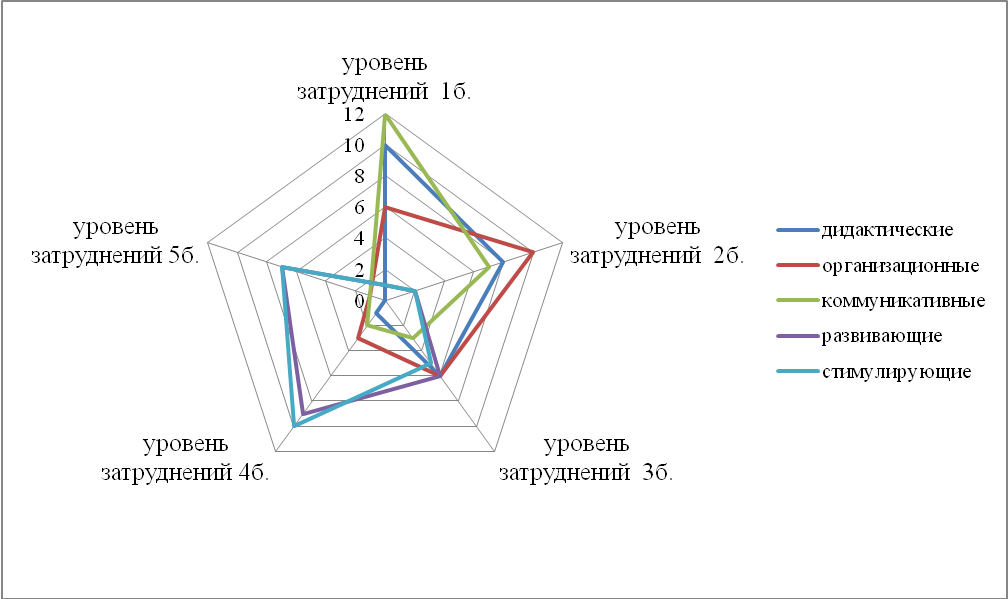 уровень
затруднений 1б.
12
10
8
6
4
2
0
уровень
затруднений 2б.
уровень
затруднений 3б.
уровень
затруднений 4б.
уровень
затруднений 5б.
дидактические
организационные
коммуникативные
развивающие
стимулирующие